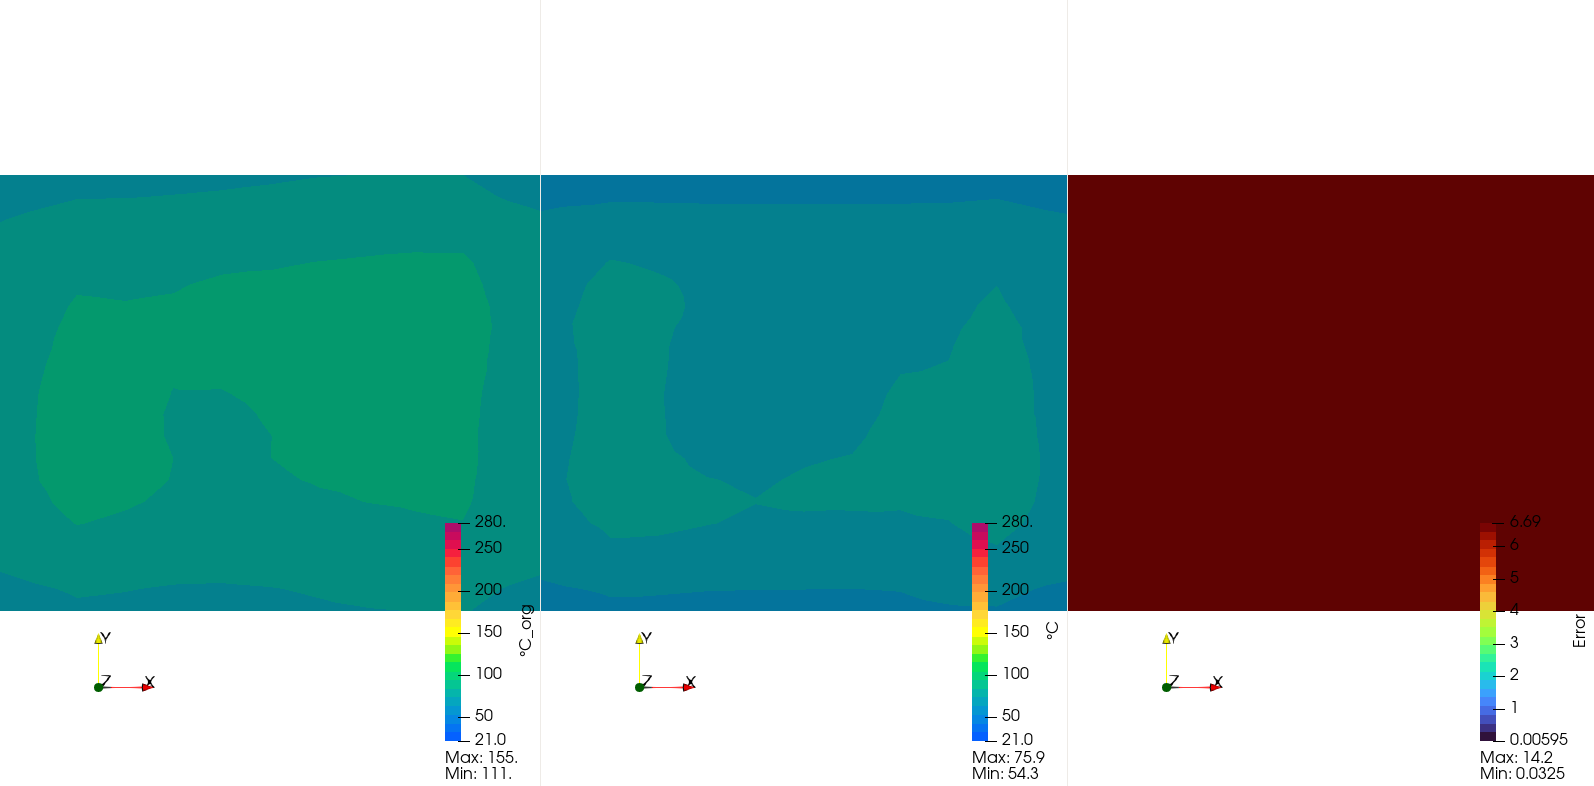 280.
250
200
150
100
50
21.0
°C_org
Max: 155.
Min: 111.
Y
Z
X
280.
250
200
150
100
50
21.0
°C
Max: 75.9
Min: 54.3
Y
Z
X
6.69
6
5
4
3
2
1
0.00595
Error
Max: 14.2
Min: 0.0325
Y
Z
X